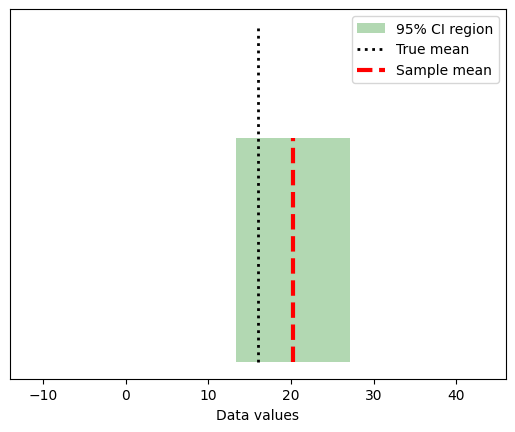 95% CI region
True mean
Sample mean
−10 0 10 20 30 40
Data values